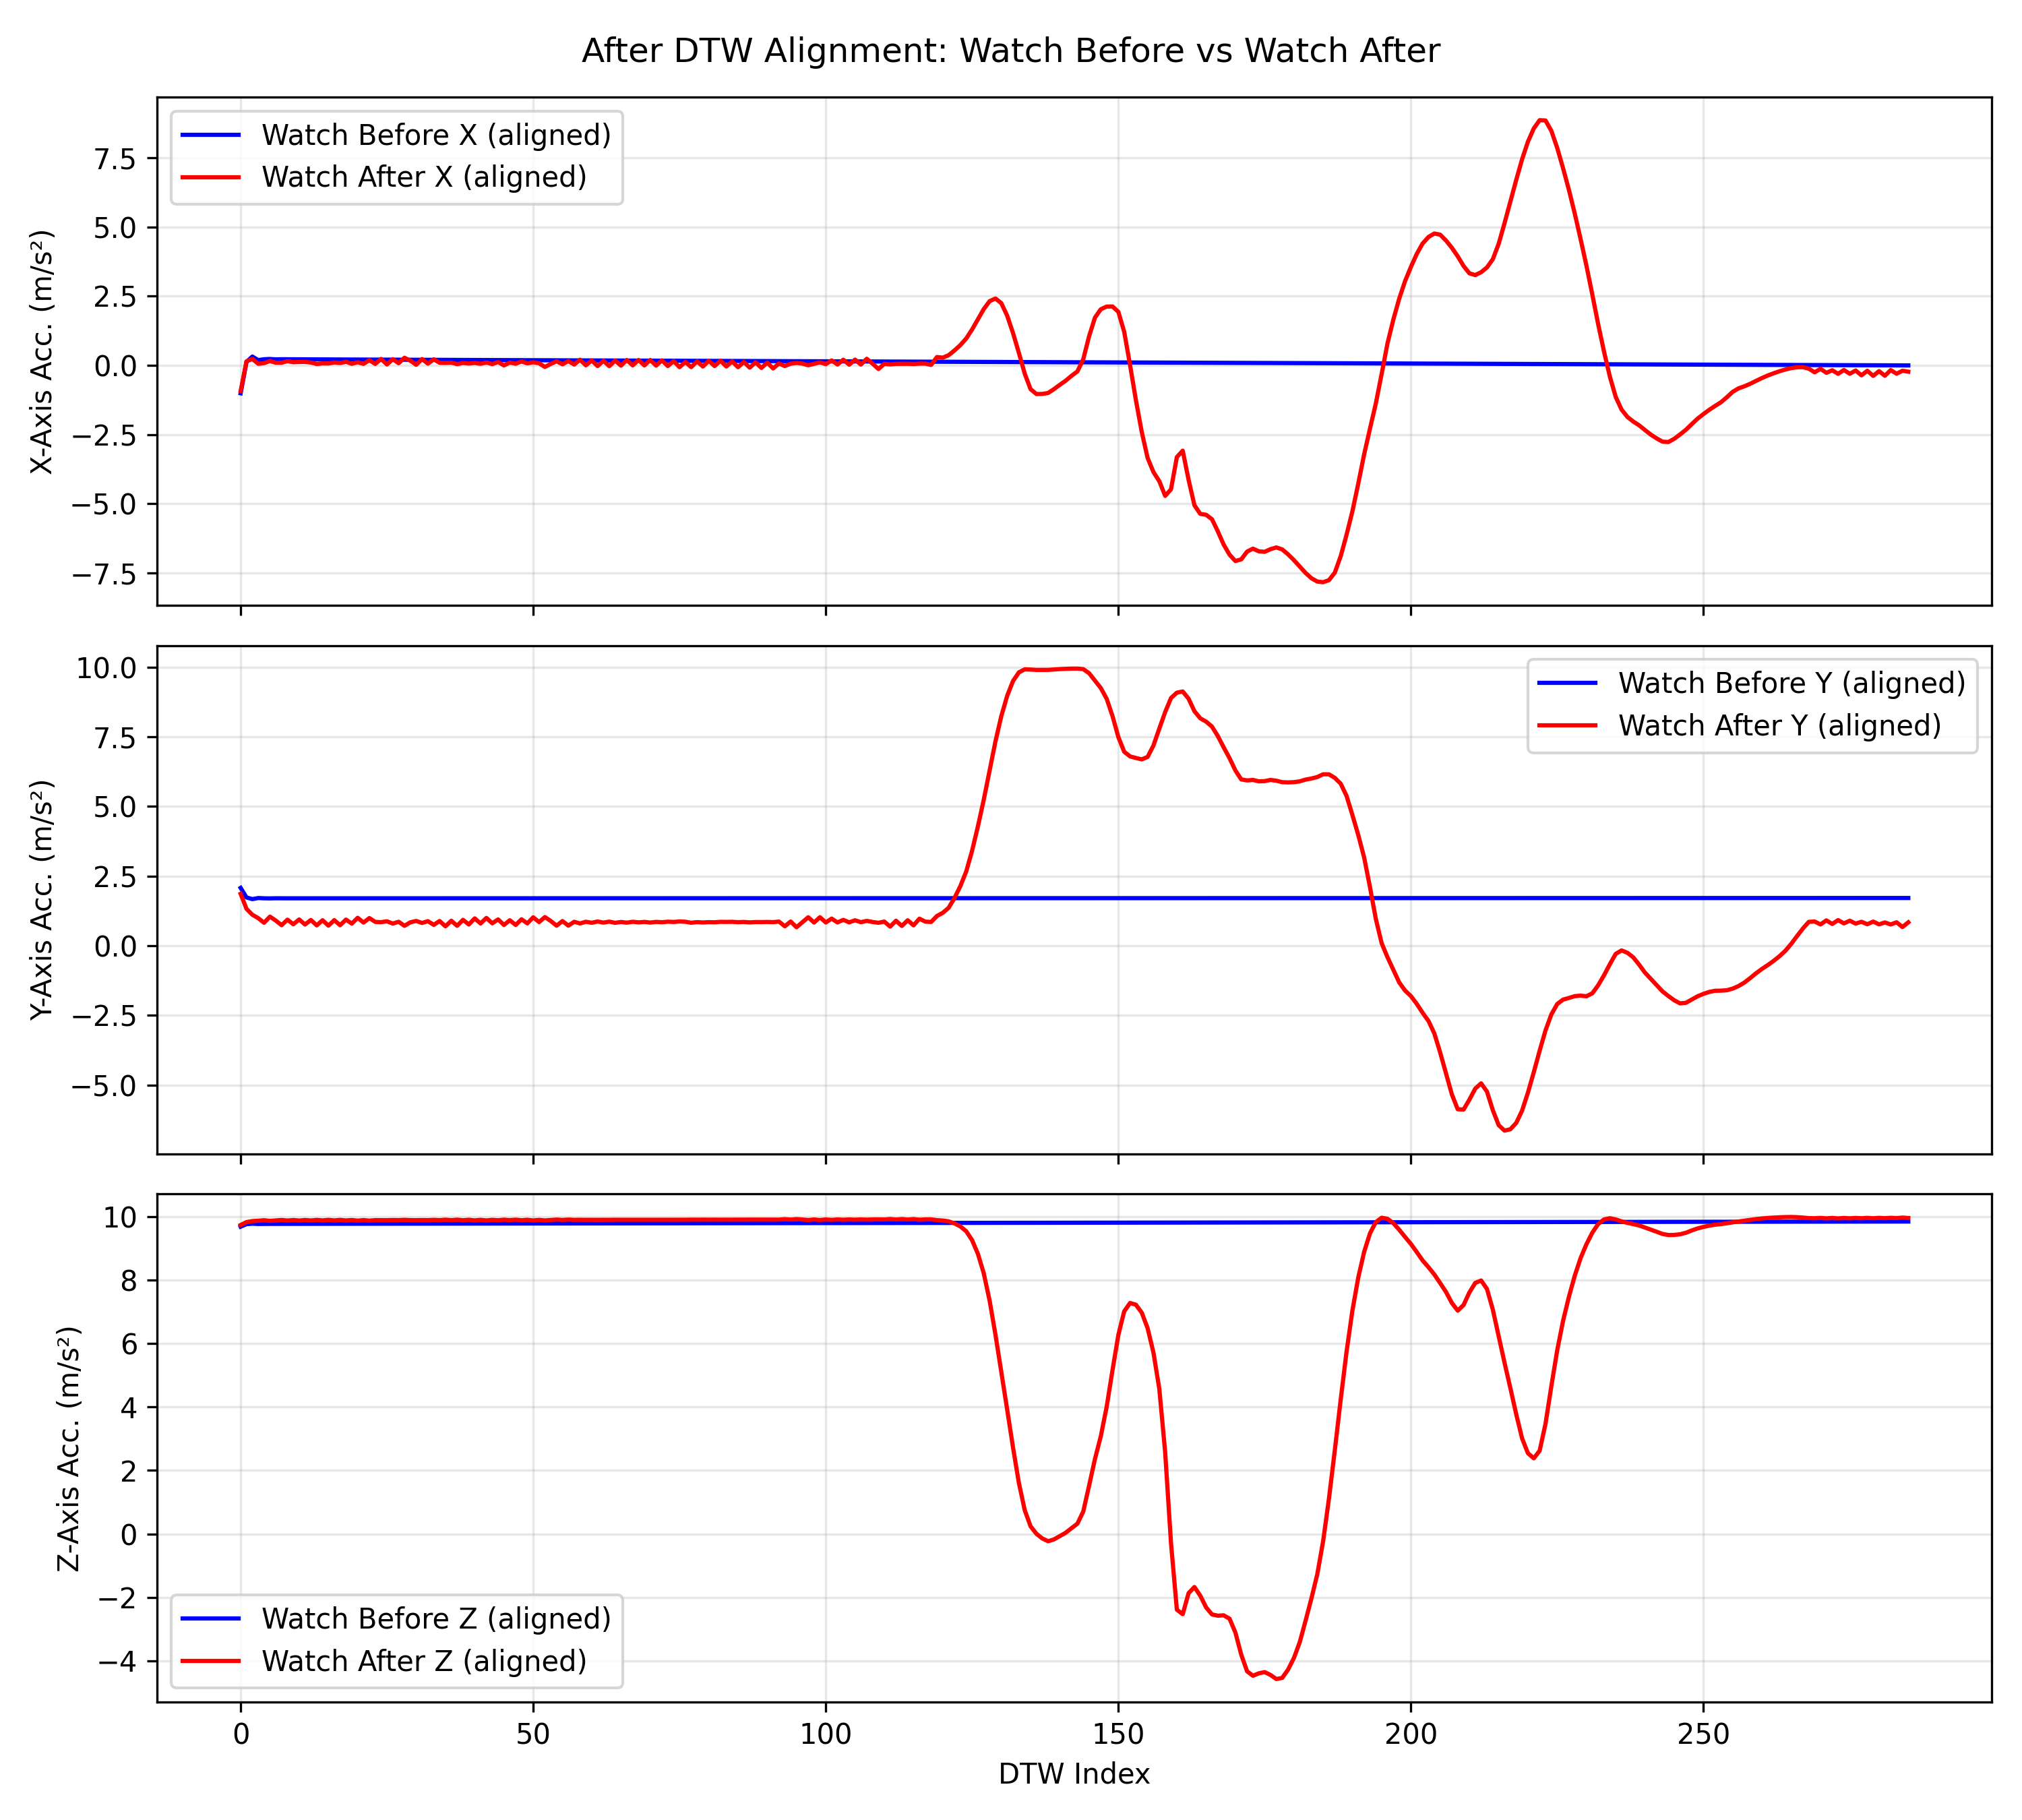 After DTW Alignment: Watch Before vs Watch After
Watch Before X (aligned)
Watch After X (aligned)
X-Axis Acc. (m/s²)
7.5
5.0
2.5
0.0
−2.5
−5.0
−7.5
Watch Before Y (aligned)
Watch After Y (aligned)
Y-Axis Acc. (m/s²)
10.0
7.5
5.0
2.5
0.0
−2.5
−5.0
Z-Axis Acc. (m/s²)
10
8
6
4
2
0
−2
−4
Watch Before Z (aligned)
Watch After Z (aligned)
0 50 100 150 200 250
DTW Index